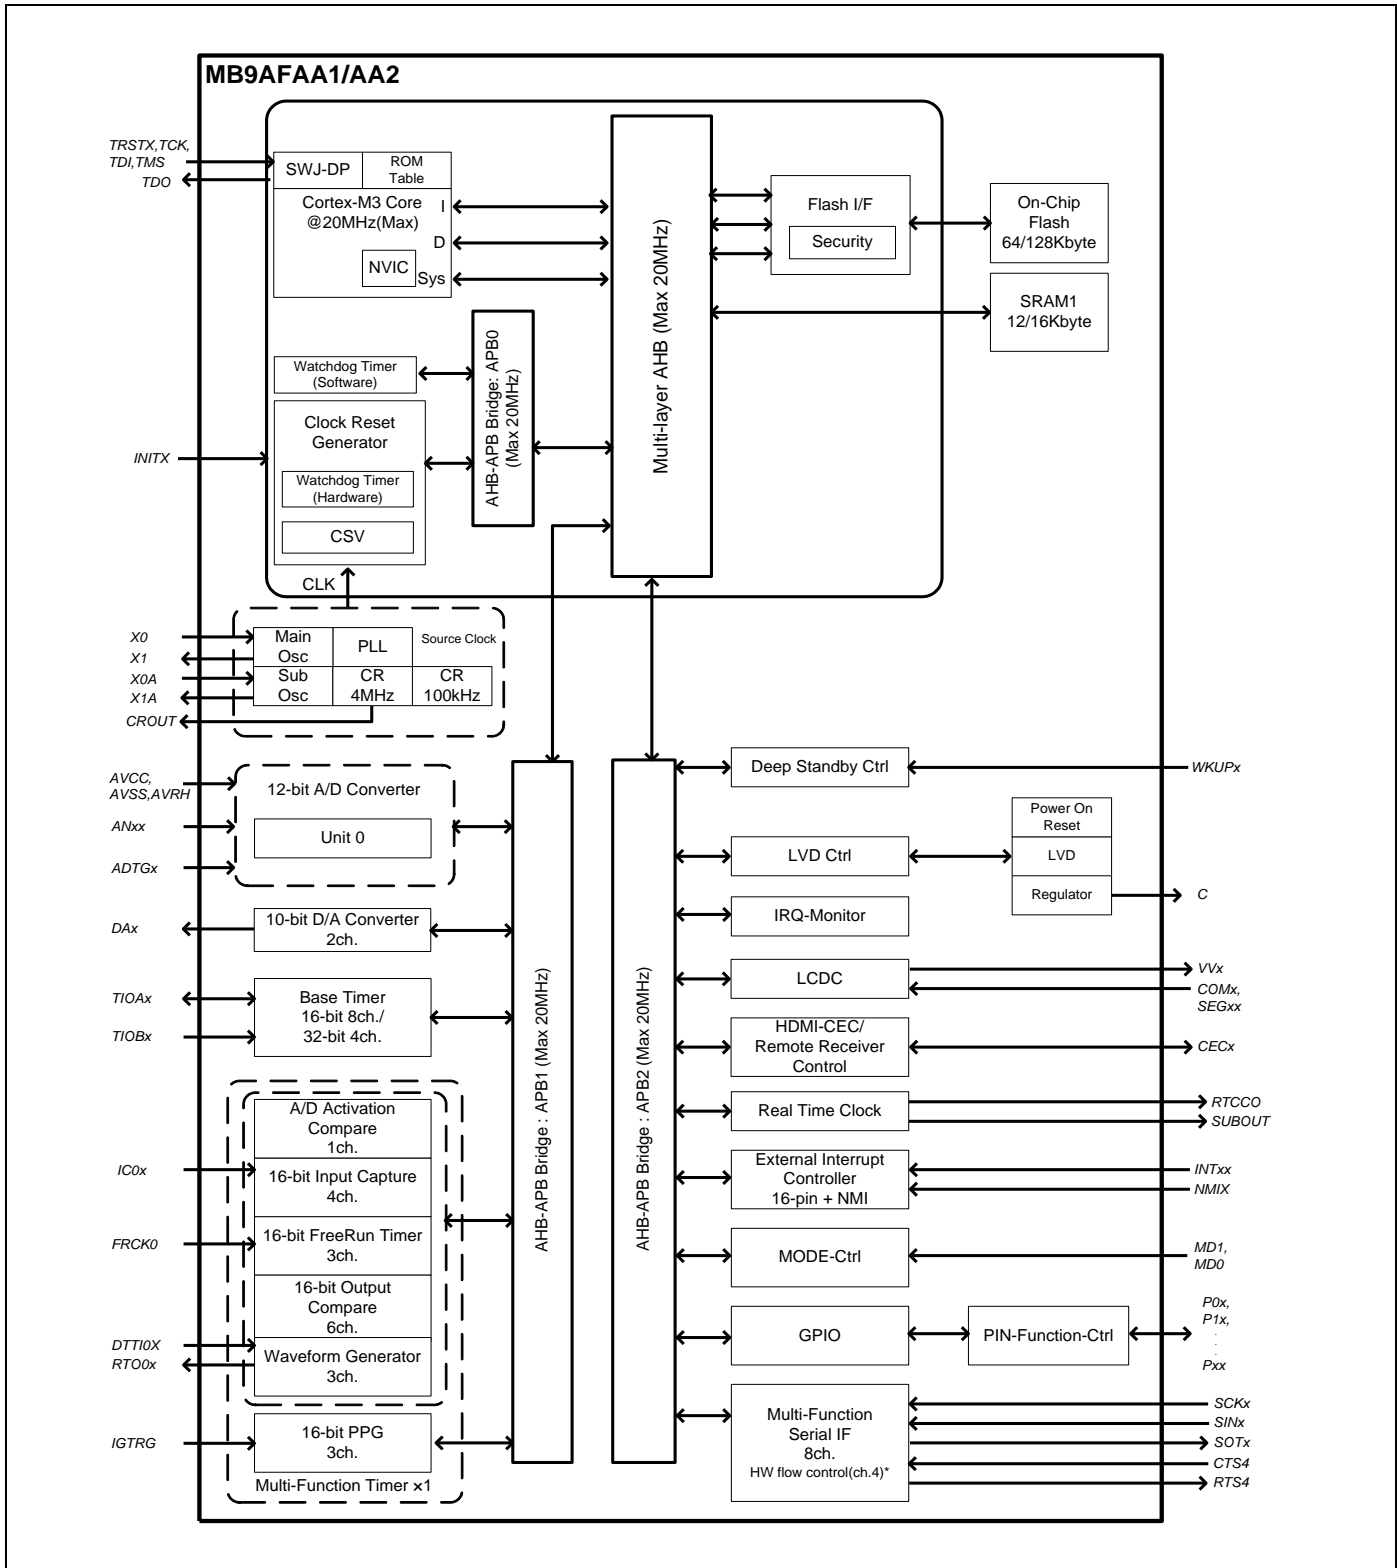 MB9AFAA1/AA2
TRSTX,TCK,
TDI,TMS
TDO
SWJ-DP
ROM
Table
Cortex-M3 Core
@20MHz(Max)
I
D
Sys
NVIC
Multi-layer AHB (Max 20MHz)
Flash I/F
Security
On-Chip
Flash
64/128Kbyte
SRAM1
12/16Kbyte
Watchdog Timer
(Software)
AHB-APB Bridge: APB0
(Max 20MHz)
INITX
Clock Reset
Generator
Watchdog Timer
(Hardware)
CSV
CLK
X0
X1
X0A
X1A
CROUT
Main
Osc
PLL
Source Clock
Sub
Osc
CR
4MHz
CR
100kHz
AVCC,
AVSS,AVRH
ANxx
ADTGx
12-bit A/D Converter
Unit 0
DAx
10-bit D/A Converter
2ch.
TIOAx
TIOBx
Base Timer
16-bit 8ch./
32-bit 4ch.
A/D Activation
Compare
1ch.
IC0x
16-bit Input Capture
4ch.
FRCK0
16-bit FreeRun Timer
3ch.
16-bit Output
Compare
6ch.
DTTI0X
RTO0x
Waveform Generator
3ch.
IGTRG
16-bit PPG
3ch.
Multi-Function Timer ×1
AHB-APB Bridge : APB1 (Max 20MHz)
AHB-APB Bridge : APB2 (Max 20MHz)
Deep Standby Ctrl
WKUPx
LVD Ctrl
Power On
Reset
LVD
Regulator
C
IRQ-Monitor
LCDC
VVx
COMx,
SEGxx
HDMI-CEC/
Remote Receiver
Control
CECx
Real Time Clock
RTCCO
SUBOUT
External Interrupt
Controller
16-pin + NMI
INTxx
NMIX
MODE-Ctrl
MD1,
MD0
GPIO
PIN-Function-Ctrl
P0x,
P1x,
.
.
Pxx
Multi-Function
Serial IF
8ch.
HW flow control(ch.4)*
SCKx
SINx
SOTx
CTS4
RTS4